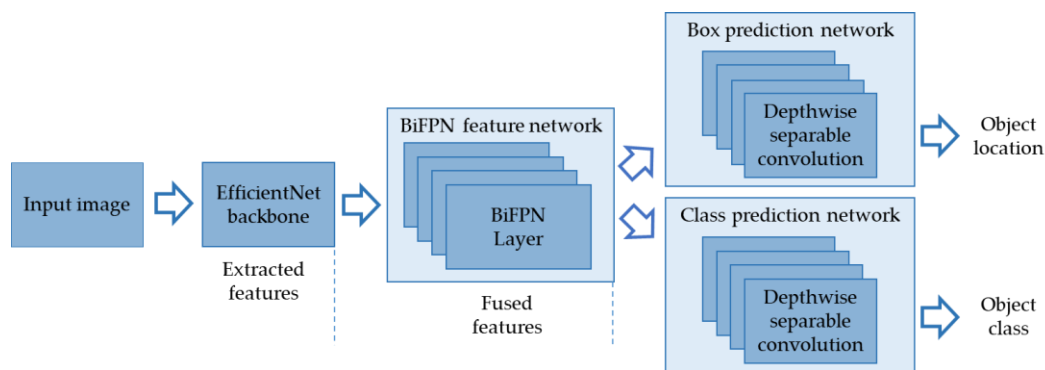 Input image
EfficientNet
backbone
Extracted
features
BiFPN feature network
BiFPN
Layer
Fused
features
Box prediction network
Depthwise
separable
convolution
Object
location
Class prediction network
Depthwise
separable
convolution
Object
class